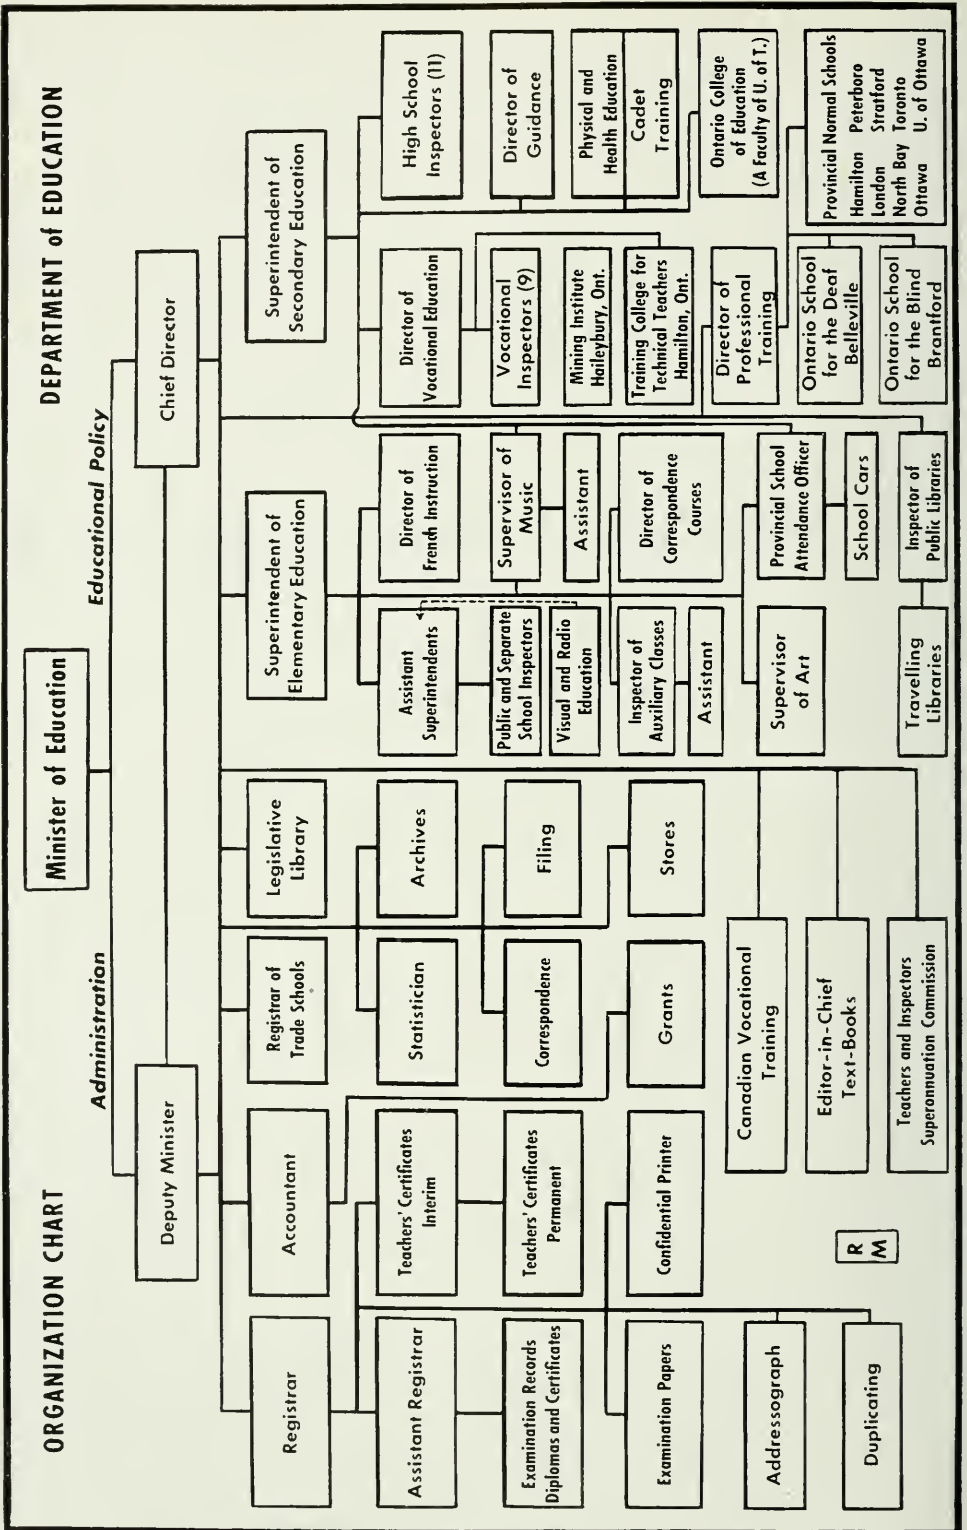 ORGANIZATION CHART
DEPARTMENT of EDUCATION
Minister of Education
Administration
Educational Policy
Deputy Minister
Chief Director
Registrar
Accountant
Registrar of
Trade Schools
Legislative
Library
Superintendent of
Elementary Education
Superintendent of
Secondary Education
Assistant Registrar
Teachers' Certificates
Interim
Statistician
Archives
Assistant
Superintendents
Director of
French Instruction
Director of
Vocational Education
High School
Inspectors (11)
Examination Records
Diplomas and Certificates
Teachers' Certificates
Permanent
Correspondence
Filing
Public and Separate
School Inspectors
Visual and Radio
Education
Supervisor of
Music
Assistant
Vocational
Inspectors (9)
Mining Institute
Haileybury, Ont.
Director of
Guidance
Physical and
Health Education
Cadet
Training
Examination Papers
Confidential Printer
Grants
Stores
Inspector of
Auxiliary Classes
Assistant
Director of
Correspondence
Courses
Training College for
Technical Teachers
Hamilton, Ont.
Director of
Professional
Training
Ontario College
of Education
(A Faculty of U. of T.)
Addressograph
Canadian Vocational
Training
Supervisor
of Art
Provincial School
Attendance Officer
School Cars
Ontario School
for the Deaf
Belleville
Provincial Normal Schools
Hamilton Peterboro
London Stratford
North Bay Toronto
Ottawa U. of Ottawa
Duplicating
R
M
Editor-in-Chief
Text-Books
Teachers and Inspectors
Superannuation Commission
Travelling
Libraries
Inspector of
Public Libraries
Ontario School
for the Blind
Brantford